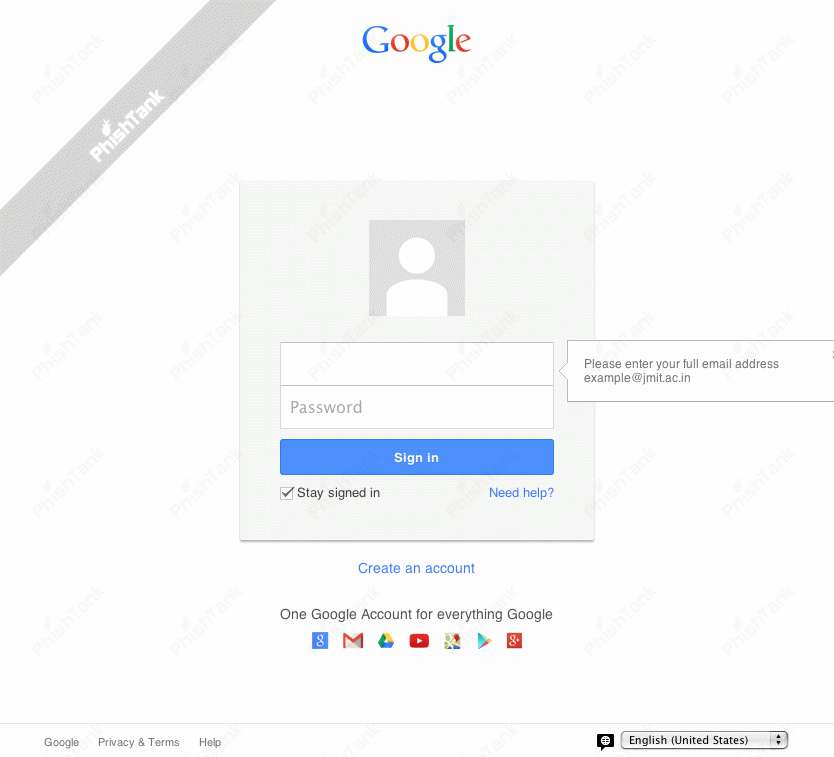 Google
PhishTank
Please enter your full email address
example@jmit.ac.in
Password
Sign in
Stay signed in
Need help?
Create an account
One Google Account for everything Google
Google
Privacy & Terms
Help
English (United States)